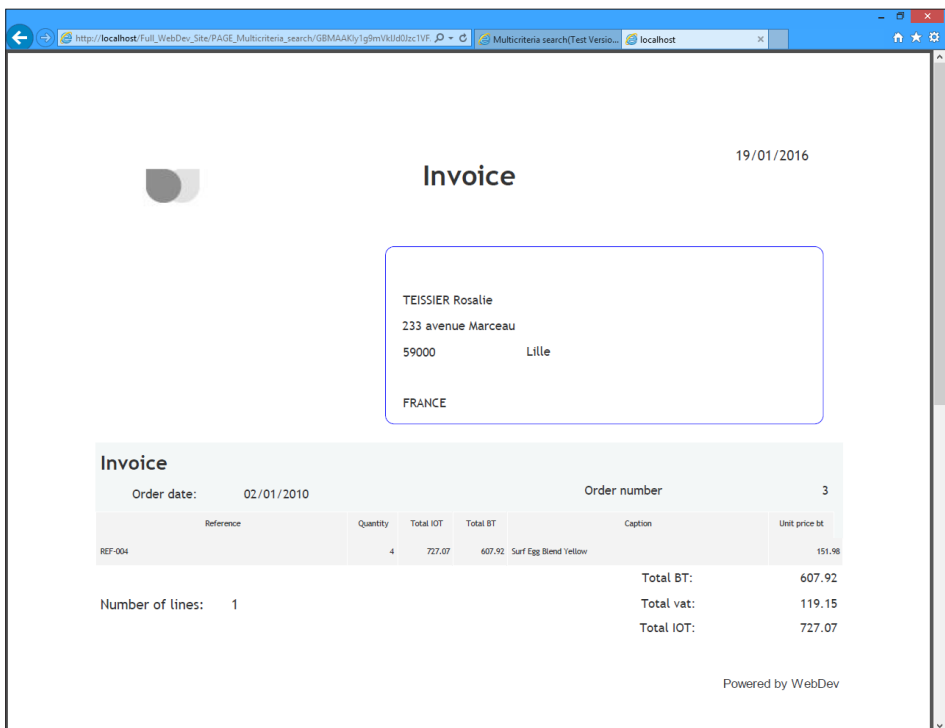 http://localhost/Full_WebDev_Site/PAGE_Multicriteria_search/ Multicriteria search(Test Versio... localhost
19/01/2016
Invoice
TEISSIER Rosalie
233 avenue Marceau
59000 Lille
FRANCE
Invoice
Order date: 02/01/2010 Order number 3
Reference Quantity Total IOT Total BT Caption Unit price bt
REF-004 4 727.07 607.92 Surf Egg Blend Yellow 151.98
Total BT: 607.92
Number of lines: 1 Total vat: 119.15
Total IOT: 727.07
Powered by WebDev